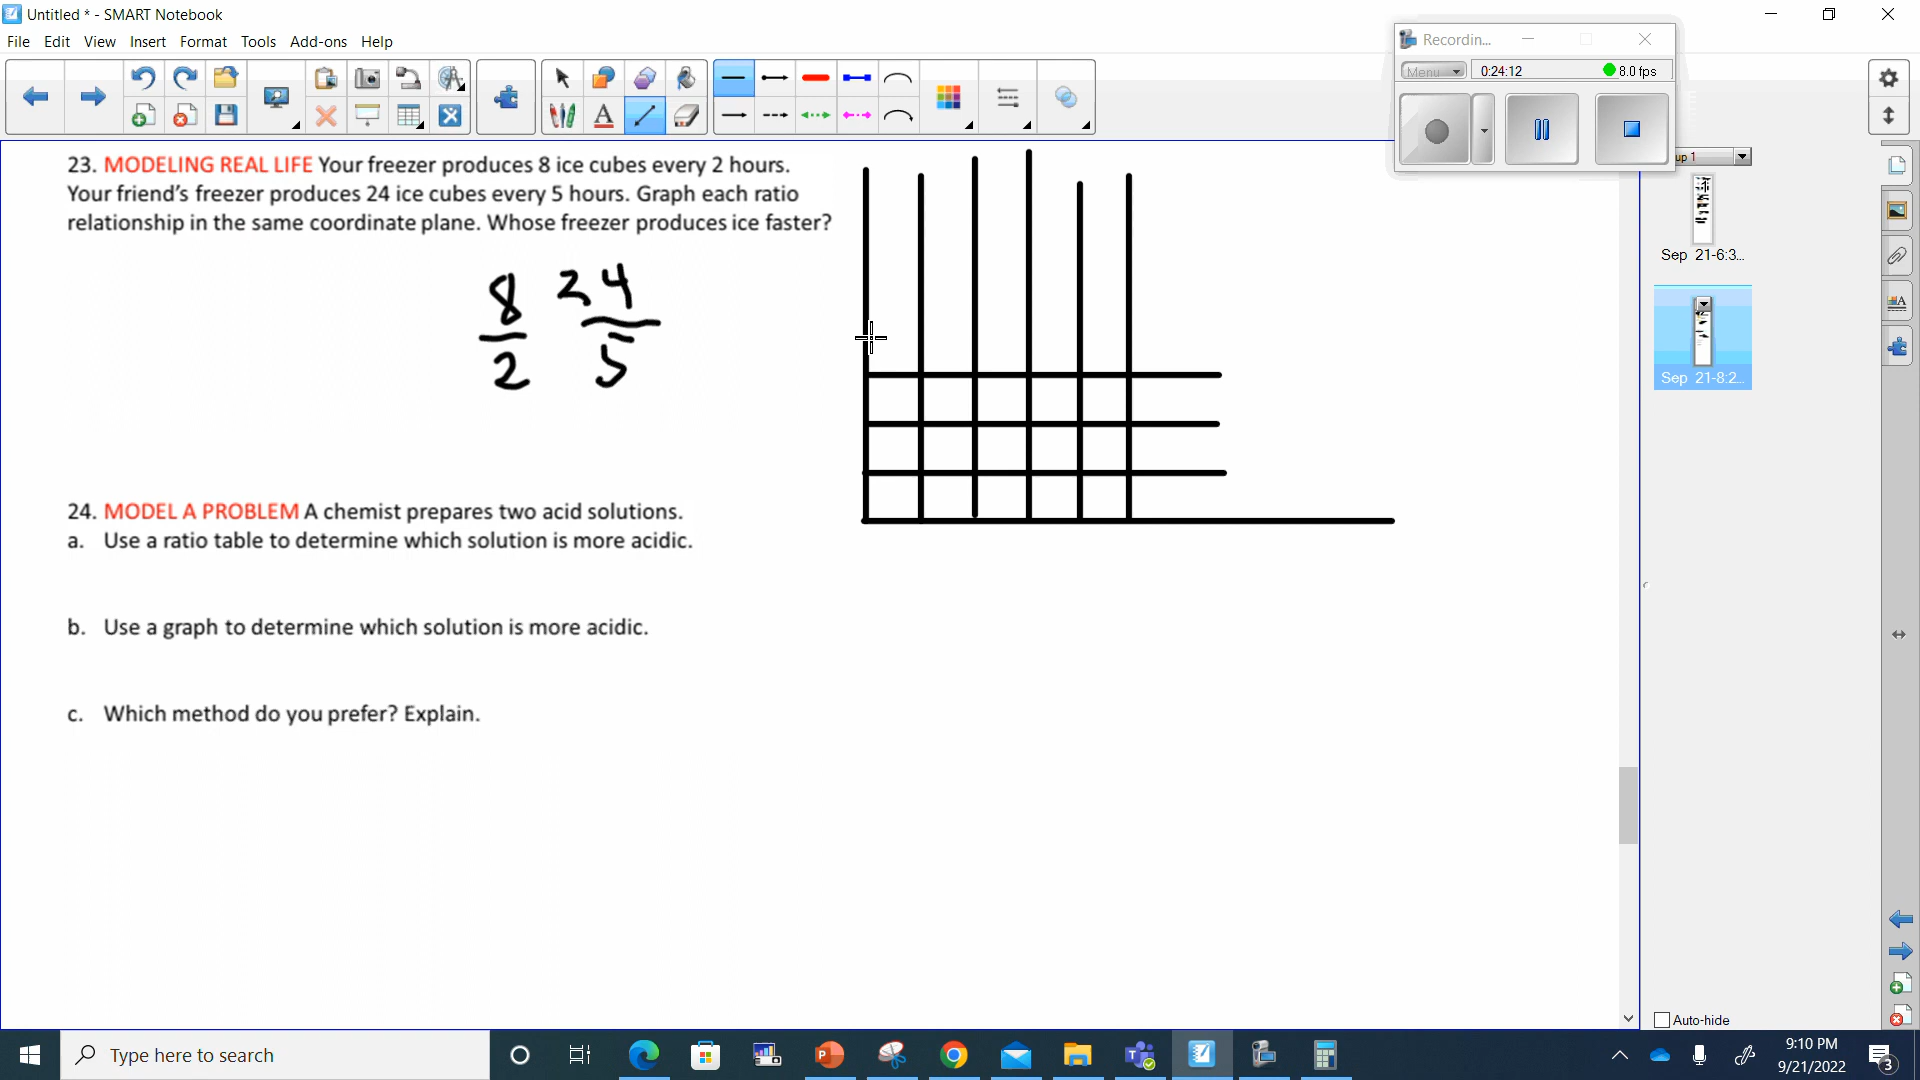 Untitled * - SMART Notebook
File Edit View Insert Format Tools Add-ons Help
Recordin...
Menu 0:24:12 8.0 fps
up 1
23. MODELING REAL LIFE Your freezer produces 8 ice cubes every 2 hours.
Your friend's freezer produces 24 ice cubes every 5 hours. Graph each ratio
relationship in the same coordinate plane. Whose freezer produces ice faster?
8 24
2 5
24. MODEL A PROBLEM A chemist prepares two acid solutions.
a. Use a ratio table to determine which solution is more acidic.
b. Use a graph to determine which solution is more acidic.
c. Which method do you prefer? Explain.
Sep 21-6:3...
Sep 21-8:2...
Auto-hide
Type here to search
9:10 PM
9/21/2022
3